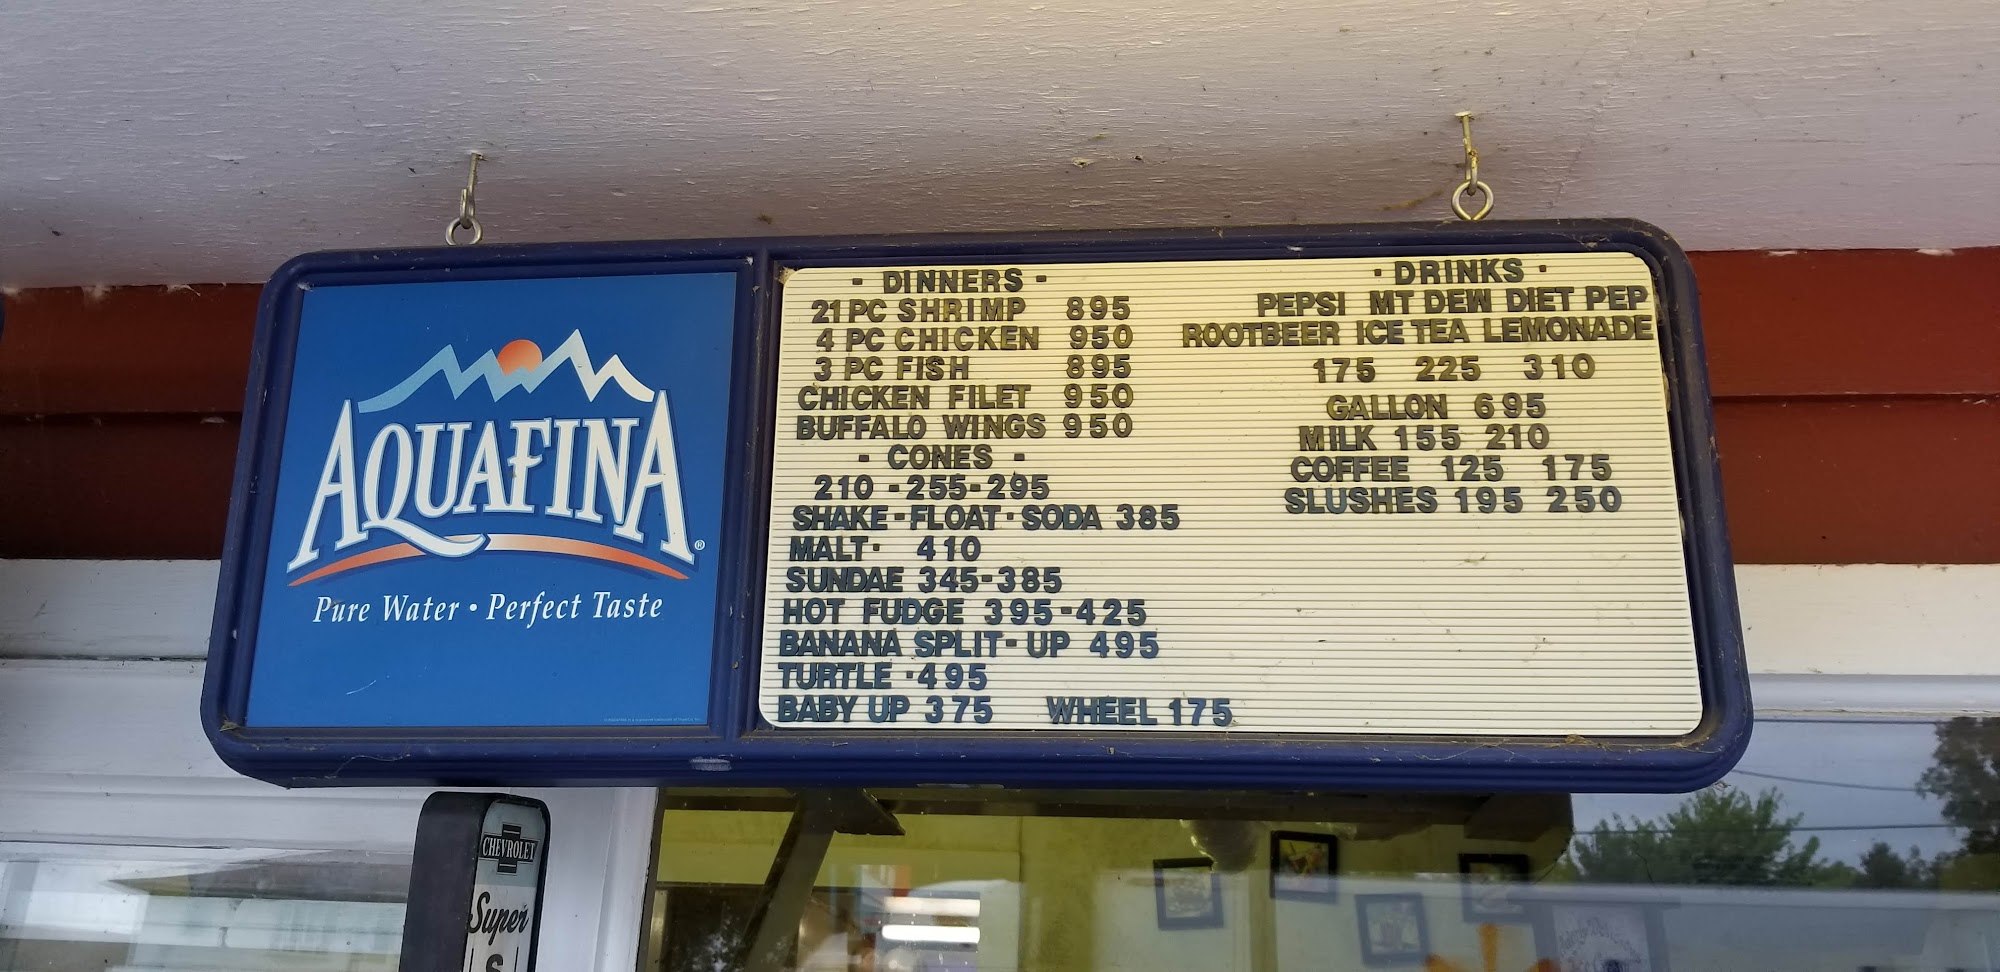 AQUAFINA®
Pure Water • Perfect Taste
- DINNERS -
21 PC SHRIMP 895
4 PC CHICKEN 950
3 PC FISH 895
CHICKEN FILET 950
BUFFALO WINGS 950
- CONES -
210 - 255 - 295
SHAKE - FLOAT · SODA 385
MALT · 410
SUNDAE 345-385
HOT FUDGE 395-425
BANANA SPLIT - UP 495
TURTLE · 495
BABY UP 375 WHEEL 175
· DRINKS ·
PEPSI MT DEW DIET PEP
ROOTBEER ICE TEA LEMONADE
175 225 310
GALLON 695
MILK 155 210
COFFEE 125 175
SLUSHES 195 250
CHEVROLET
Super
S